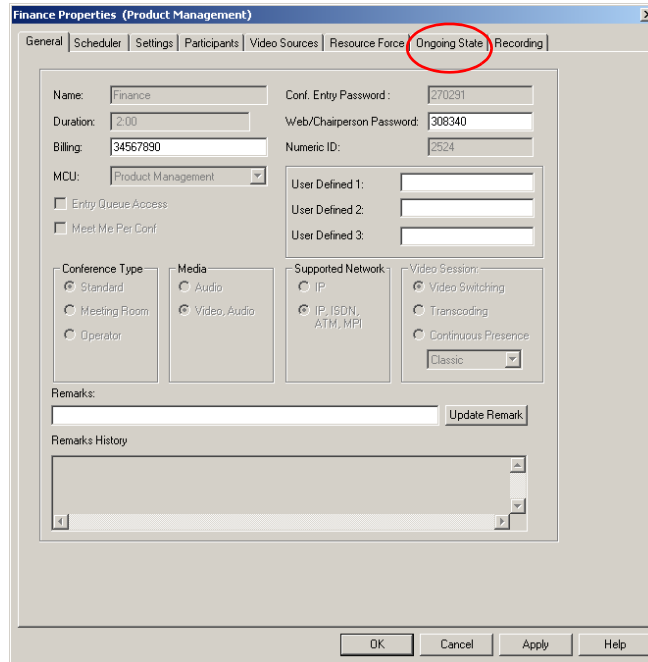 Finance Properties (Product Management)
General Scheduler Settings Participants Video Sources Resource Force Ongoing State Recording
Name: Finance Conf. Entry Password : 270291
Duration: 2:00 Web/Chairperson Password: 308340
Billing: 34567890 Numeric ID: 2524
MCU: Product Management
User Defined 1:
Entry Queue Access
User Defined 2:
Meet Me Per Conf
User Defined 3:
Conference Type Media Supported Network Video Session:
Standard Audio IP Video Switching
Meeting Room Video, Audio IP, ISDN, Transcoding
ATM, MPI
Operator Continuous Presence
Classic
Remarks:
Update Remark
Remarks History
OK Cancel Apply Help